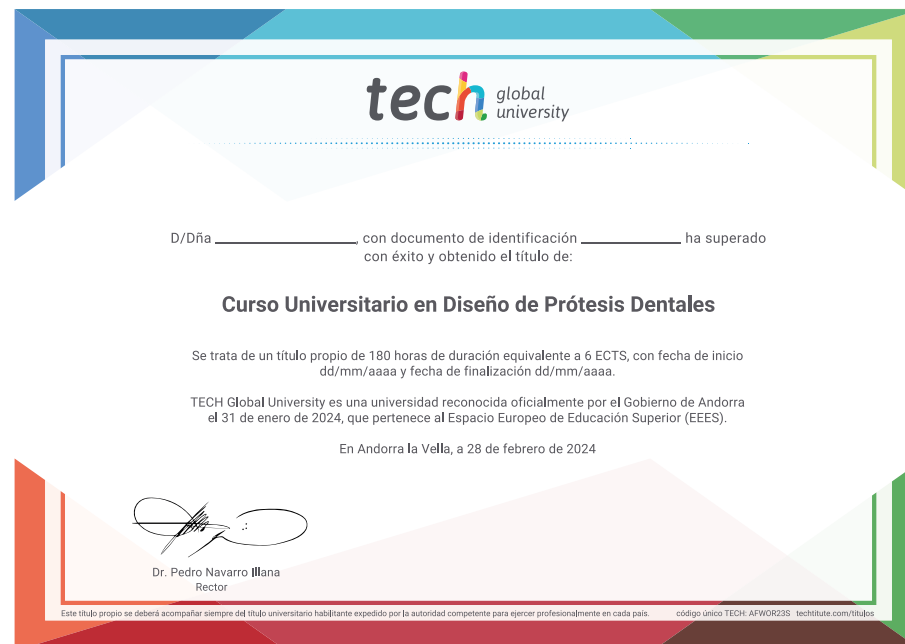 tech global
university
D/Dña ____________________, con documento de identificación ______________ ha superado
con éxito y obtenido el título de:
Curso Universitario en Diseño de Prótesis Dentales
Se trata de un título propio de 180 horas de duración equivalente a 6 ECTS, con fecha de inicio
dd/mm/aaaa y fecha de finalización dd/mm/aaaa.
TECH Global University es una universidad reconocida oficialmente por el Gobierno de Andorra
el 31 de enero de 2024, que pertenece al Espacio Europeo de Educación Superior (EEES).
En Andorra la Vella, a 28 de febrero de 2024
Dr. Pedro Navarro Illana
Rector
Este título propio se deberá acompañar siempre del título universitario habilitante expedido por la autoridad competente para ejercer profesionalmente en cada país. código único TECH: AFWOR23S techtitute.com/titulos